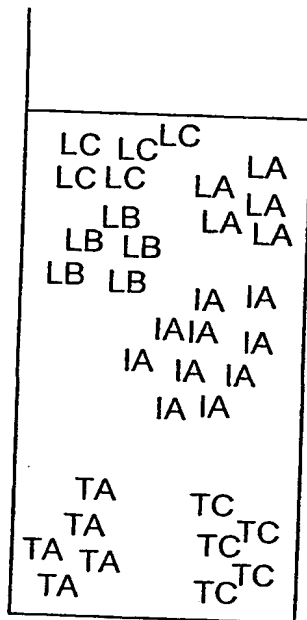 LC LC LC
LC LC
LA LA
LA LA LA
LB
LB LB
LB LB
IA IA
IA IA IA
IA IA IA
IA IA
TA
TA
TA TA
TA
TC
TC TC
TC
TC